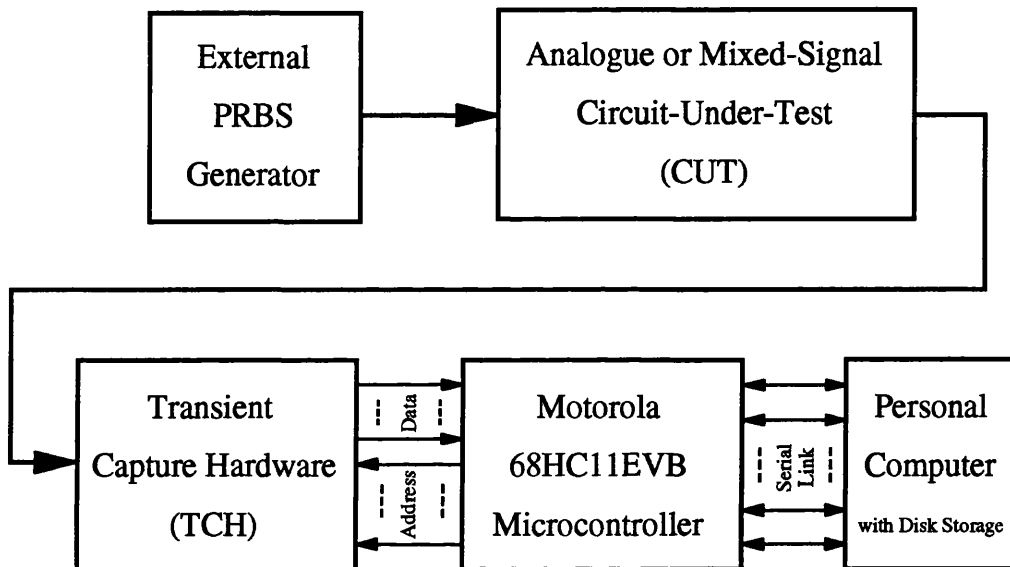 External
PRBS
Generator
Analogue or Mixed-Signal
Circuit-Under-Test
(CUT)
Transient
Capture Hardware
(TCH)
Data
Address
Motorola
68HC11EVB
Microcontroller
Serial
Link
Personal
Computer
with Disk Storage